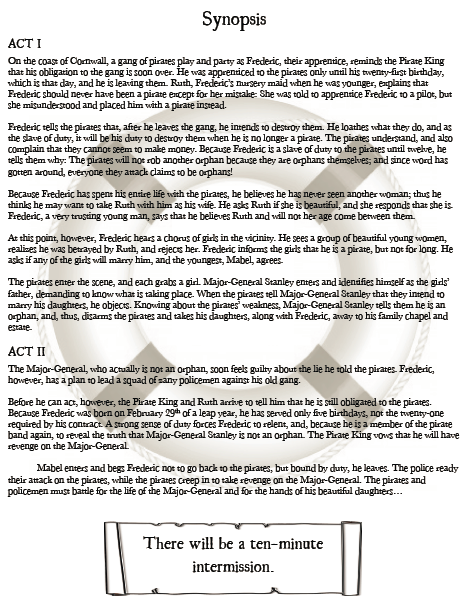 Synopsis
ACT I
On the coast of Cornwall, a gang of pirates play and party as Frederic, their apprentice, reminds the Pirate King
that his obligation to the gang is soon over. He was apprenticed to the pirates only until his twenty-first birthday,
which is that day, and he is leaving them. Ruth, Frederic's nursery maid when he was younger, explains that
Frederic should never have been a pirate except for her mistake: She was told to apprentice Frederic to a pilot, but
she misunderstood and placed him with a pirate instead.
Frederic tells the pirates that, after he leaves the gang, he intends to destroy them. He loathes what they do, and as
the slave of duty, it will be his duty to destroy them when he is no longer a pirate. The pirates understand, and also
complain that they cannot seem to make money. Because Frederic is a slave of duty to the pirates until twelve, he
tells them why: The pirates will not rob another orphan because they are orphans themselves; and since word has
gotten around, everyone they attack claims to be orphans!
Because Frederic has spent his entire life with the pirates, he believes he has never seen another woman; thus he
thinks he may want to take Ruth with him as his wife. He asks Ruth if she is beautiful, and she responds that she is.
Frederic, a very trusting young man, says that he believes Ruth and will not her age come between them.
At this point, however, Frederic hears a chorus of girls in the vicinity. He sees a group of beautiful young women,
realizes he was betrayed by Ruth, and rejects her. Frederic informs the girls that he is a pirate, but not for long. He
asks if any of the girls will marry him, and the youngest, Mabel, agrees.
The pirates enter the scene, and each grabs a girl. Major-General Stanley enters and identifies himself as the girls'
father, demanding to know what is taking place. When the pirates tell Major-General Stanley that they intend to
marry his daughters, he objects. Knowing about the pirates' weakness, Major-General Stanley tells them he is an
orphan, and, thus, disarms the pirates and takes his daughters, along with Frederic, away to his family chapel and
estate.
ACT II
The Major-General, who actually is not an orphan, soon feels guilty about the lie he told the pirates. Frederic,
however, has a plan to lead a squad of zany policemen against his old gang.
Before he can act, however, the Pirate King and Ruth arrive to tell him that he is still obligated to the pirates.
Because Frederic was born on February 29th of a leap year, he has served only five birthdays, not the twenty-one
required by his contract. A strong sense of duty forces Frederic to relent, and, because he is a member of the pirate
band again, to reveal the truth that Major-General Stanley is not an orphan. The Pirate King vows that he will have
revenge on the Major-General.
Mabel enters and begs Frederic not to go back to the pirates, but bound by duty, he leaves. The police ready
their attack on the pirates, while the pirates creep in to take revenge on the Major-General. The pirates and
policemen must battle for the life of the Major-General and for the hands of his beautiful daughters…
There will be a ten-minute
intermission.